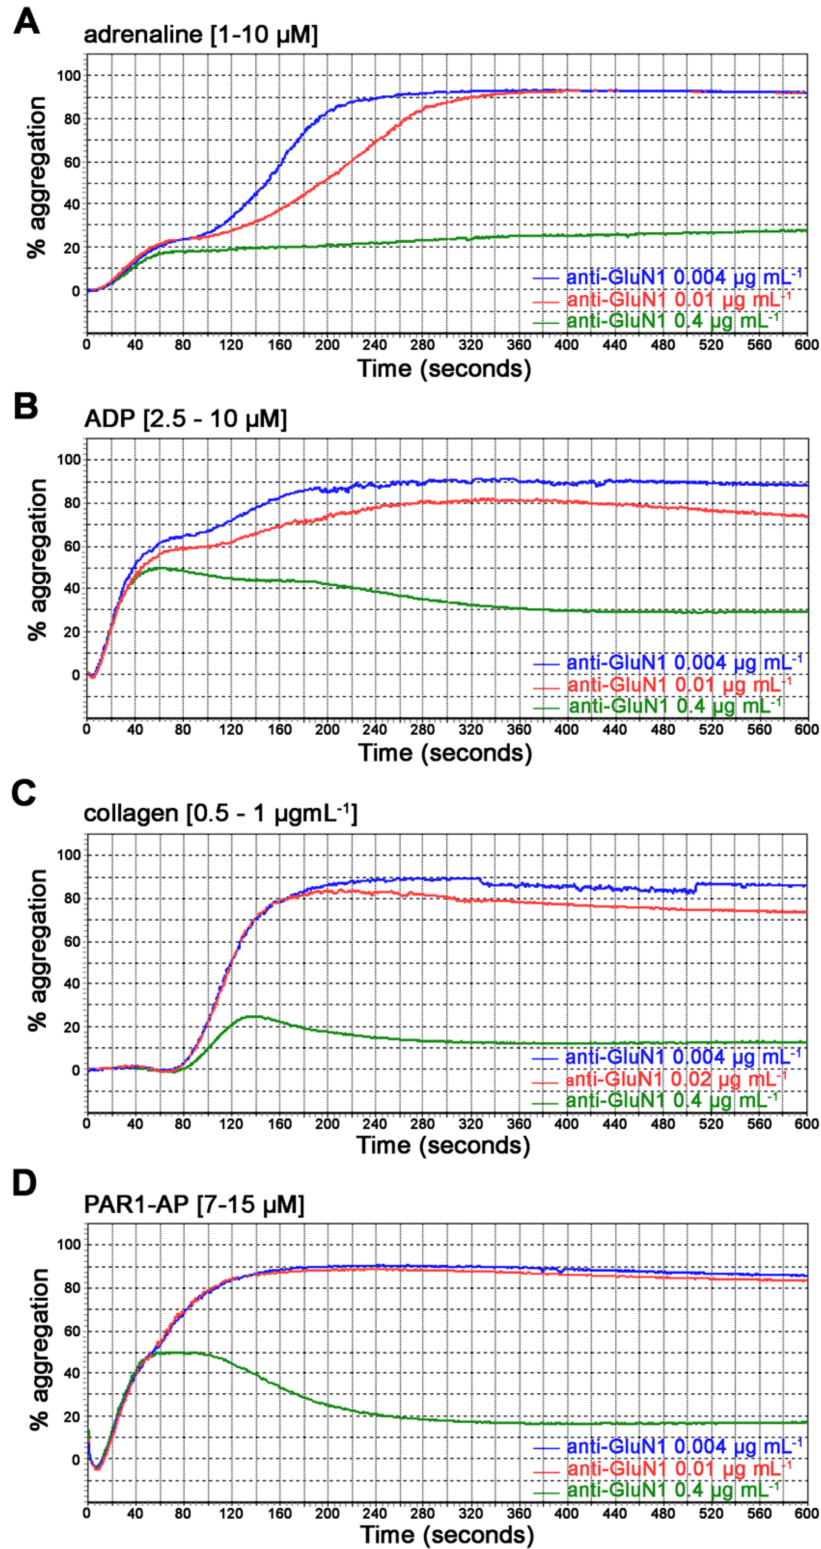 A
adrenaline [1-10 µM]
% aggregation
100
80
60
40
20
0
anti-GluN1 0.004 µg mL⁻¹
anti-GluN1 0.01 µg mL⁻¹
anti-GluN1 0.4 µg mL⁻¹
0 40 80 120 160 200 240 280 320 360 400 440 480 520 560 600
Time (seconds)
B
ADP [2.5 - 10 µM]
% aggregation
100
80
60
40
20
0
anti-GluN1 0.004 µg mL⁻¹
anti-GluN1 0.01 µg mL⁻¹
anti-GluN1 0.4 µg mL⁻¹
0 40 80 120 160 200 240 280 320 360 400 440 480 520 560 600
Time (seconds)
C
collagen [0.5 - 1 µgmL⁻¹]
% aggregation
100
80
60
40
20
0
anti-GluN1 0.004 µg mL⁻¹
anti-GluN1 0.02 µg mL⁻¹
anti-GluN1 0.4 µg mL⁻¹
0 40 80 120 160 200 240 280 320 360 400 440 480 520 560 600
Time (seconds)
D
PAR1-AP [7-15 µM]
% aggregation
100
80
60
40
20
0
anti-GluN1 0.004 µg mL⁻¹
anti-GluN1 0.01 µg mL⁻¹
anti-GluN1 0.4 µg mL⁻¹
0 40 80 120 160 200 240 280 320 360 400 440 480 520 560 600
Time (seconds)